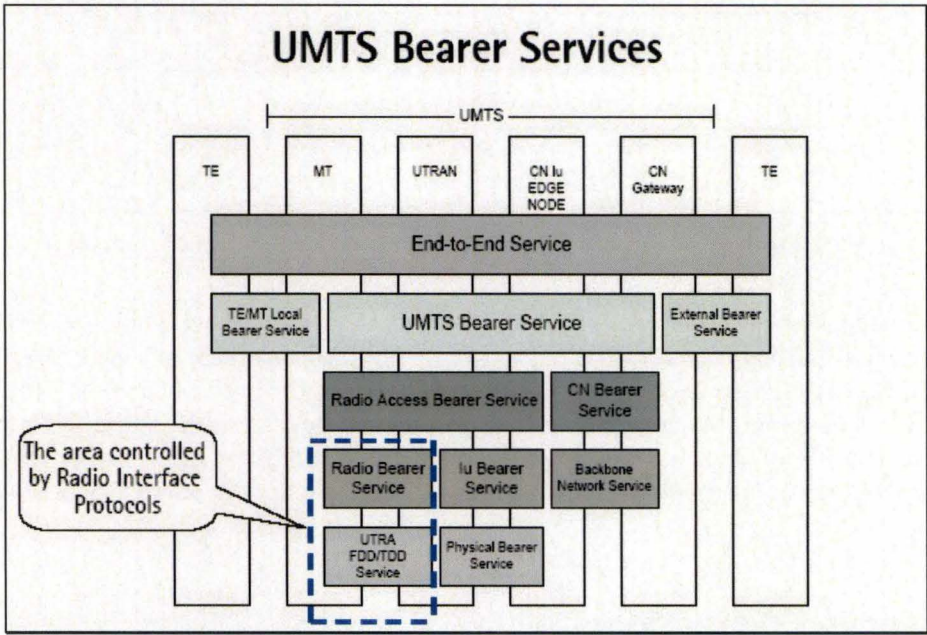 UMTS Bearer Services
UMTS
TE
MT
UTRAN
CN Iu
EDGE
NODE
CN
Gateway
TE
End-to-End Service
TE/MT Local
Bearer Service
UMTS Bearer Service
External Bearer
Service
Radio Access Bearer Service
CN Bearer
Service
The area controlled
by Radio Interface
Protocols
Radio Bearer
Service
Iu Bearer
Service
Backbone
Network Service
UTRA
FDD/TDD
Service
Physical Bearer
Service